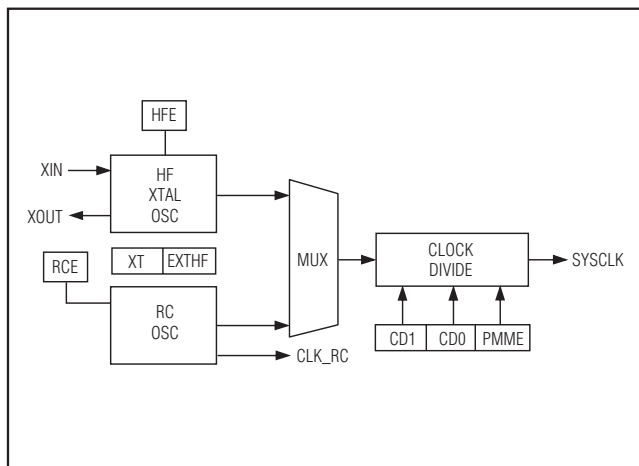 HFE
XIN
HF
XTAL
OSC
XOUT
XT EXTHF
RCE
RC
OSC
MUX
CLK_RC
CLOCK
DIVIDE
SYSCLK
CD1 CD0 PMME